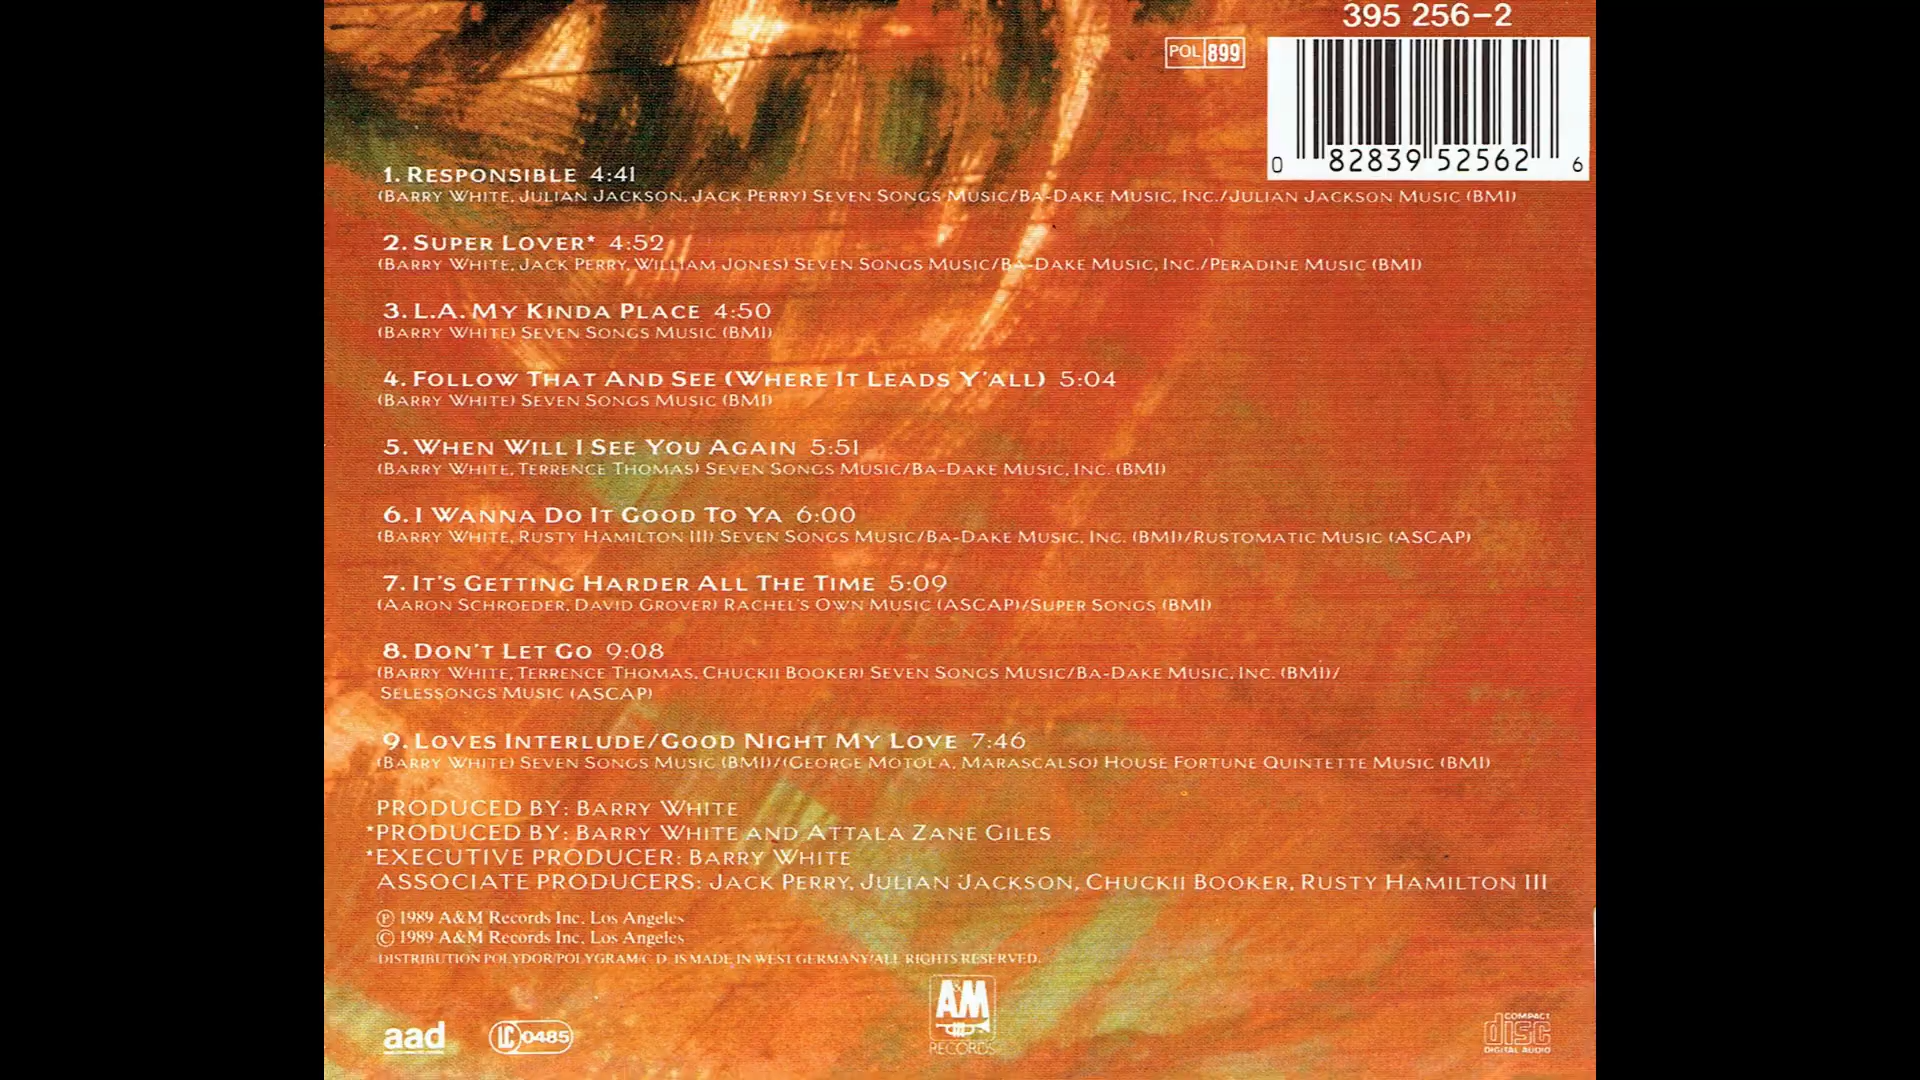 395 256-2
POL 899
0 82839 52562 6
1. RESPONSIBLE 4:41
(BARRY WHITE, JULIAN JACKSON, JACK PERRY) SEVEN SONGS MUSIC/BA-DAKE MUSIC, INC./JULIAN JACKSON MUSIC (BMI)
2. SUPER LOVER* 4:52
(BARRY WHITE, JACK PERRY, WILLIAM JONES) SEVEN SONGS MUSIC/BA-DAKE MUSIC, INC./PERADINE MUSIC (BMI)
3. L.A. MY KINDA PLACE 4:50
(BARRY WHITE) SEVEN SONGS MUSIC (BMI)
4. FOLLOW THAT AND SEE (WHERE IT LEADS Y'ALL) 5:04
(BARRY WHITE) SEVEN SONGS MUSIC (BMI)
5. WHEN WILL I SEE YOU AGAIN 5:51
(BARRY WHITE, TERRENCE THOMAS) SEVEN SONGS MUSIC/BA-DAKE MUSIC, INC. (BMI)
6. I WANNA DO IT GOOD TO YA 6:00
(BARRY WHITE, RUSTY HAMILTON III) SEVEN SONGS MUSIC/BA-DAKE MUSIC, INC. (BMI)/RUSTOMATIC MUSIC (ASCAP)
7. IT'S GETTING HARDER ALL THE TIME 5:09
(AARON SCHROEDER, DAVID GROVER) RACHEL'S OWN MUSIC (ASCAP)/SUPER SONGS (BMI)
8. DON'T LET GO 9:08
(BARRY WHITE, TERRENCE THOMAS, CHUCKII BOOKER) SEVEN SONGS MUSIC/BA-DAKE MUSIC, INC. (BMI)/
SELESSONGS MUSIC (ASCAP)
9. LOVES INTERLUDE/GOOD NIGHT MY LOVE 7:46
(BARRY WHITE) SEVEN SONGS MUSIC (BMI)/(GEORGE MOTOLA, MARASCALSO) HOUSE FORTUNE QUINTETTE MUSIC (BMI)
PRODUCED BY: BARRY WHITE
*PRODUCED BY: BARRY WHITE AND ATTALA ZANE GILES
*EXECUTIVE PRODUCER: BARRY WHITE
ASSOCIATE PRODUCERS: JACK PERRY, JULIAN JACKSON, CHUCKII BOOKER, RUSTY HAMILTON III
℗ 1989 A&M Records Inc. Los Angeles
© 1989 A&M Records Inc. Los Angeles
DISTRIBUTION POLYDOR/POLYGRAM/C.D. IS MADE IN WEST GERMANY/ALL RIGHTS RESERVED.
aad
LC 0485
A&M
RECORDS
COMPACT
disc
DIGITAL AUDIO